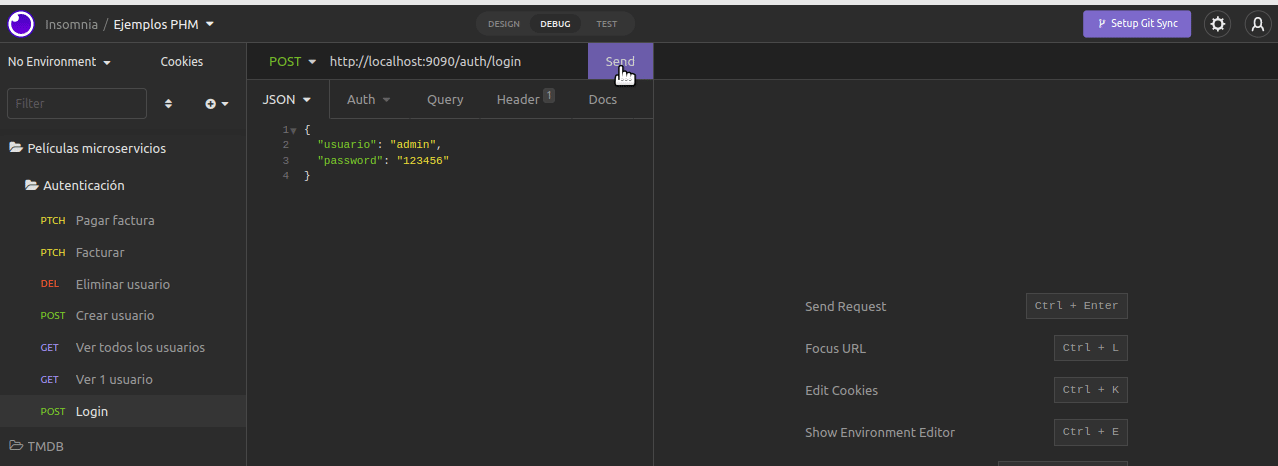 Insomnia / Ejemplos PHM
DESIGN DEBUG TEST
Setup Git Sync
No Environment Cookies
Filter
Películas microservicios
Autenticación
PTCH Pagar factura
PTCH Facturar
DEL Eliminar usuario
POST Crear usuario
GET Ver todos los usuarios
GET Ver 1 usuario
POST Login
TMDB
POST http://localhost:9090/auth/login Send
JSON Auth Query Header 1 Docs
1 {
2 "usuario": "admin",
3 "password": "123456"
4 }
Send Request Ctrl + Enter
Focus URL Ctrl + L
Edit Cookies Ctrl + K
Show Environment Editor Ctrl + E